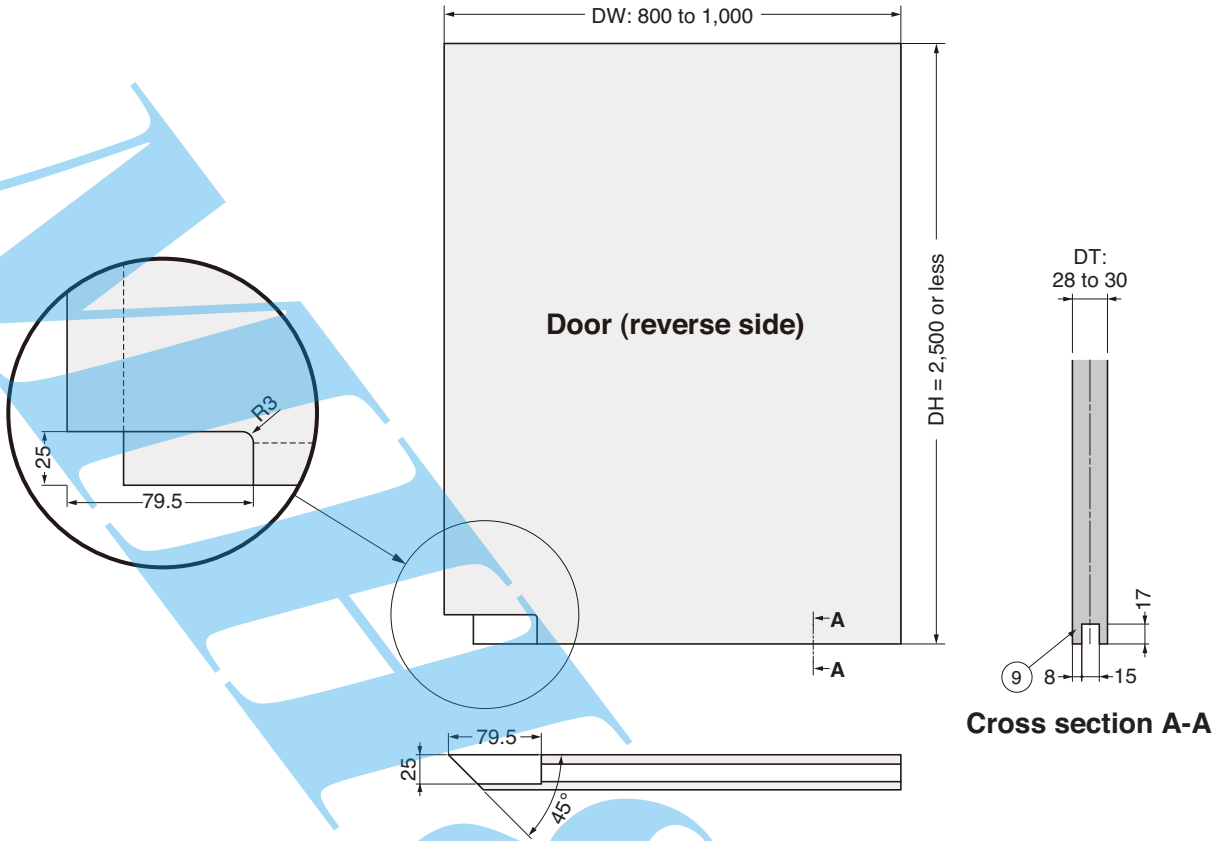 DW: 800 to 1,000
DH = 2,500 or less
Door (reverse side)
R3
25
79.5
DT:
28 to 30
A
A
17
9
8
15
Cross section A-A
79.5
25
45°